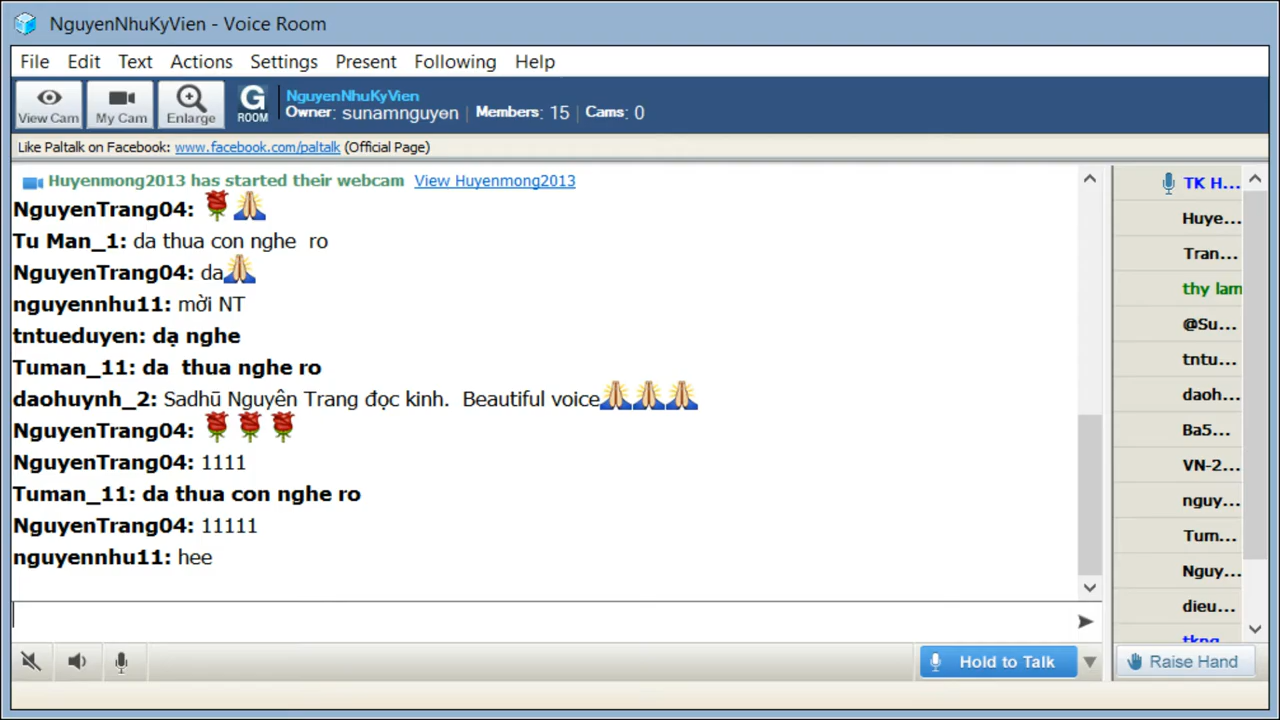 NguyenNhuKyVien - Voice Room
File Edit Text Actions Settings Present Following Help
View Cam My Cam Enlarge G ROOM
NguyenNhuKyVien
Owner: sunamnguyen | Members: 15 | Cams: 0
Like Paltalk on Facebook: www.facebook.com/paltalk (Official Page)
Huyenmong2013 has started their webcam View Huyenmong2013
NguyenTrang04:
Tu Man_1: da thua con nghe ro
NguyenTrang04: da
nguyennhu11: mời NT
tntueduyen: dạ nghe
Tuman_11: da thua nghe ro
daohuynh_2: Sadhū Nguyên Trang đọc kinh. Beautiful voice
NguyenTrang04:
NguyenTrang04: 1111
Tuman_11: da thua con nghe ro
NguyenTrang04: 11111
nguyennhu11: hee
TK H...
Huye...
Tran...
thy lam
@Su...
tntu...
daoh...
Ba5...
VN-2...
nguy...
Tum...
Nguy...
dieu...
tkng
Hold to Talk
Raise Hand